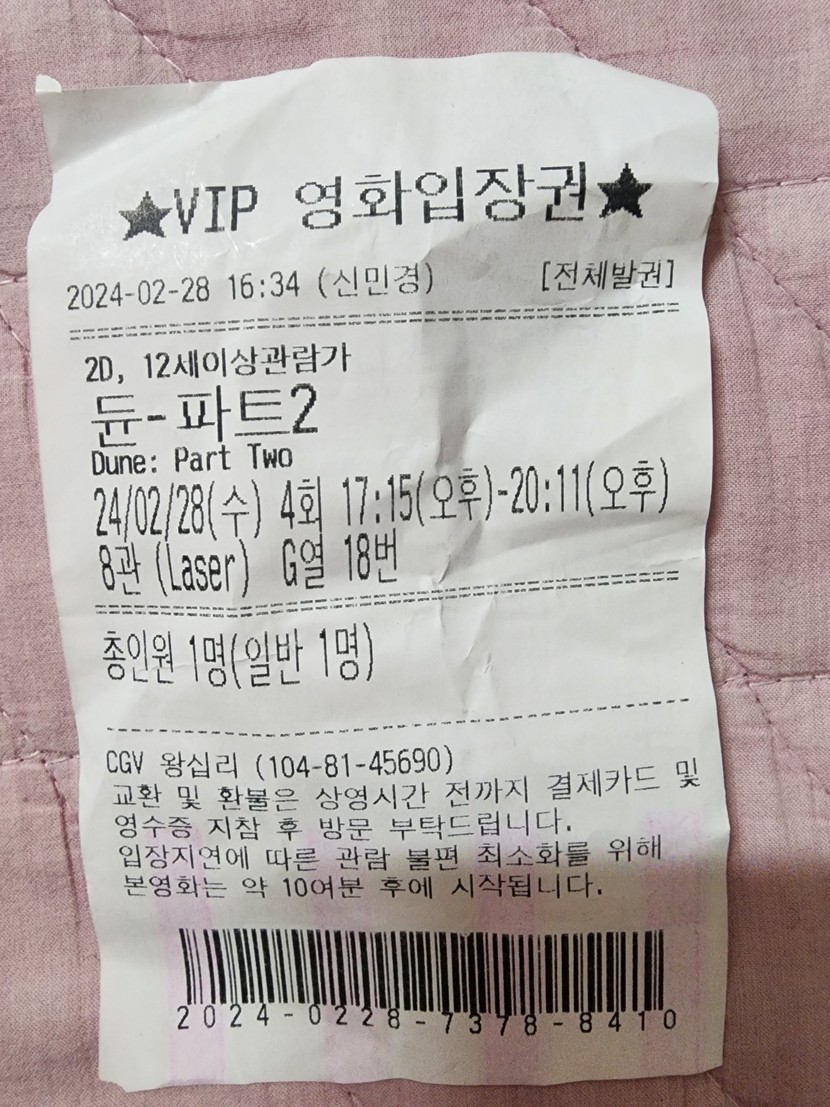 ★VIP 영화입장권★
2024-02-28 16:34 (신민경) [전체발권]
2D, 12세이상관람가
듄-파트2
Dune: Part Two
24/02/28(수) 4회 17:15(오후)-20:11(오후)
8관 (Laser) G열 18번
총인원 1명(일반 1명)
CGV 왕십리 (104-81-45690)
교환 및 환불은 상영시간 전까지 결제카드 및
영수증 지참 후 방문 부탁드립니다.
입장지연에 따른 관람 불편 최소화를 위해
본영화는 약 10여분 후에 시작됩니다.
2024-0228-7378-8410